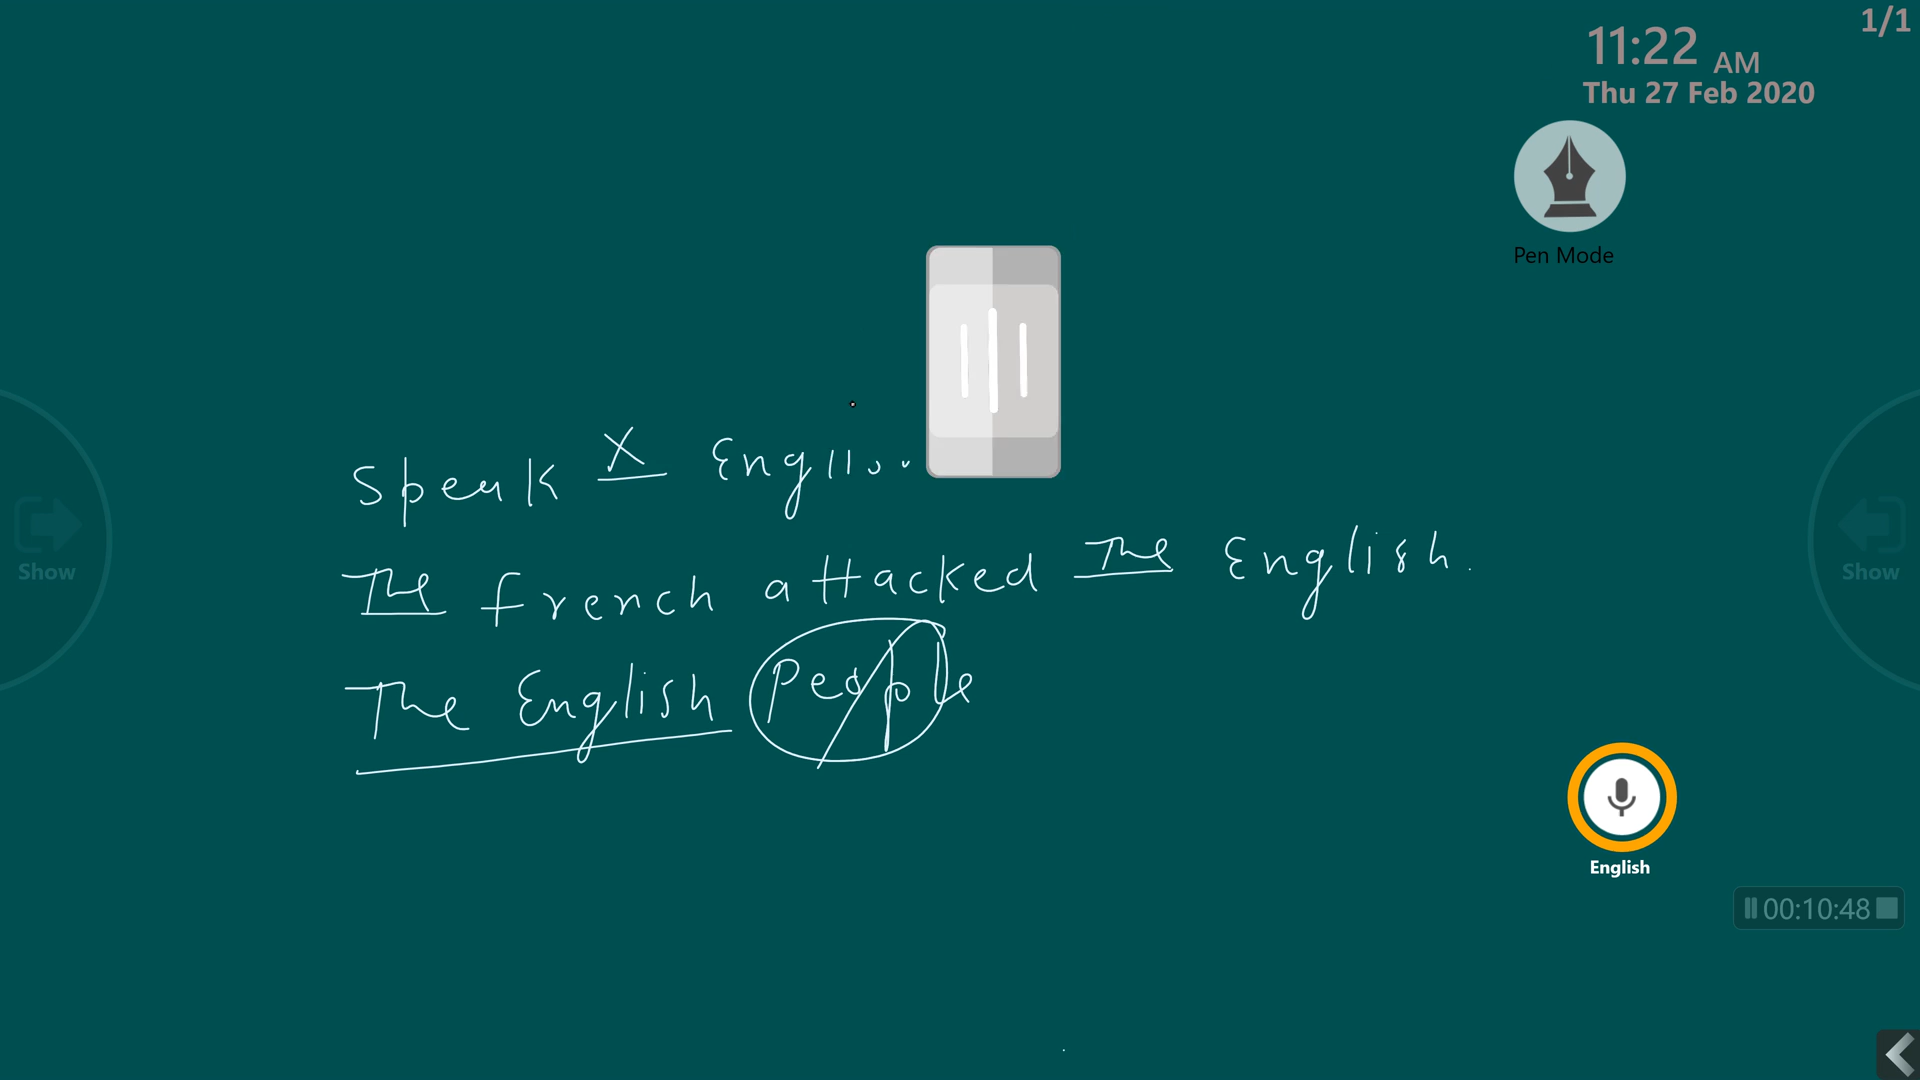 1/1
11:22 AM
Thu 27 Feb 2020
Pen Mode
Speak X
The french attacked The English.
Show
Show
The English People
English
00:10:48